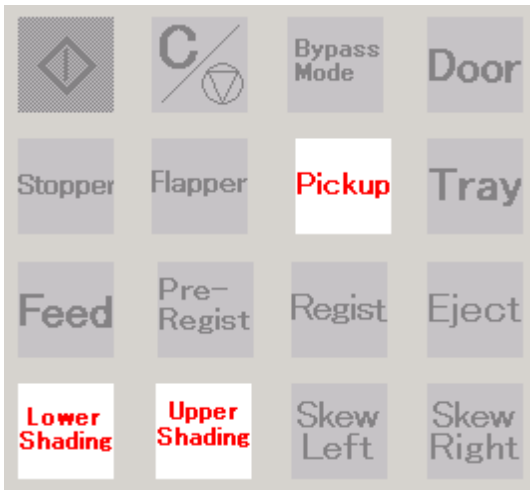 C
Bypass
Mode
Door
Stopper
Flapper
Pickup
Tray
Feed
Pre-
Regist
Regist
Eject
Lower
Shading
Upper
Shading
Skew
Left
Skew
Right